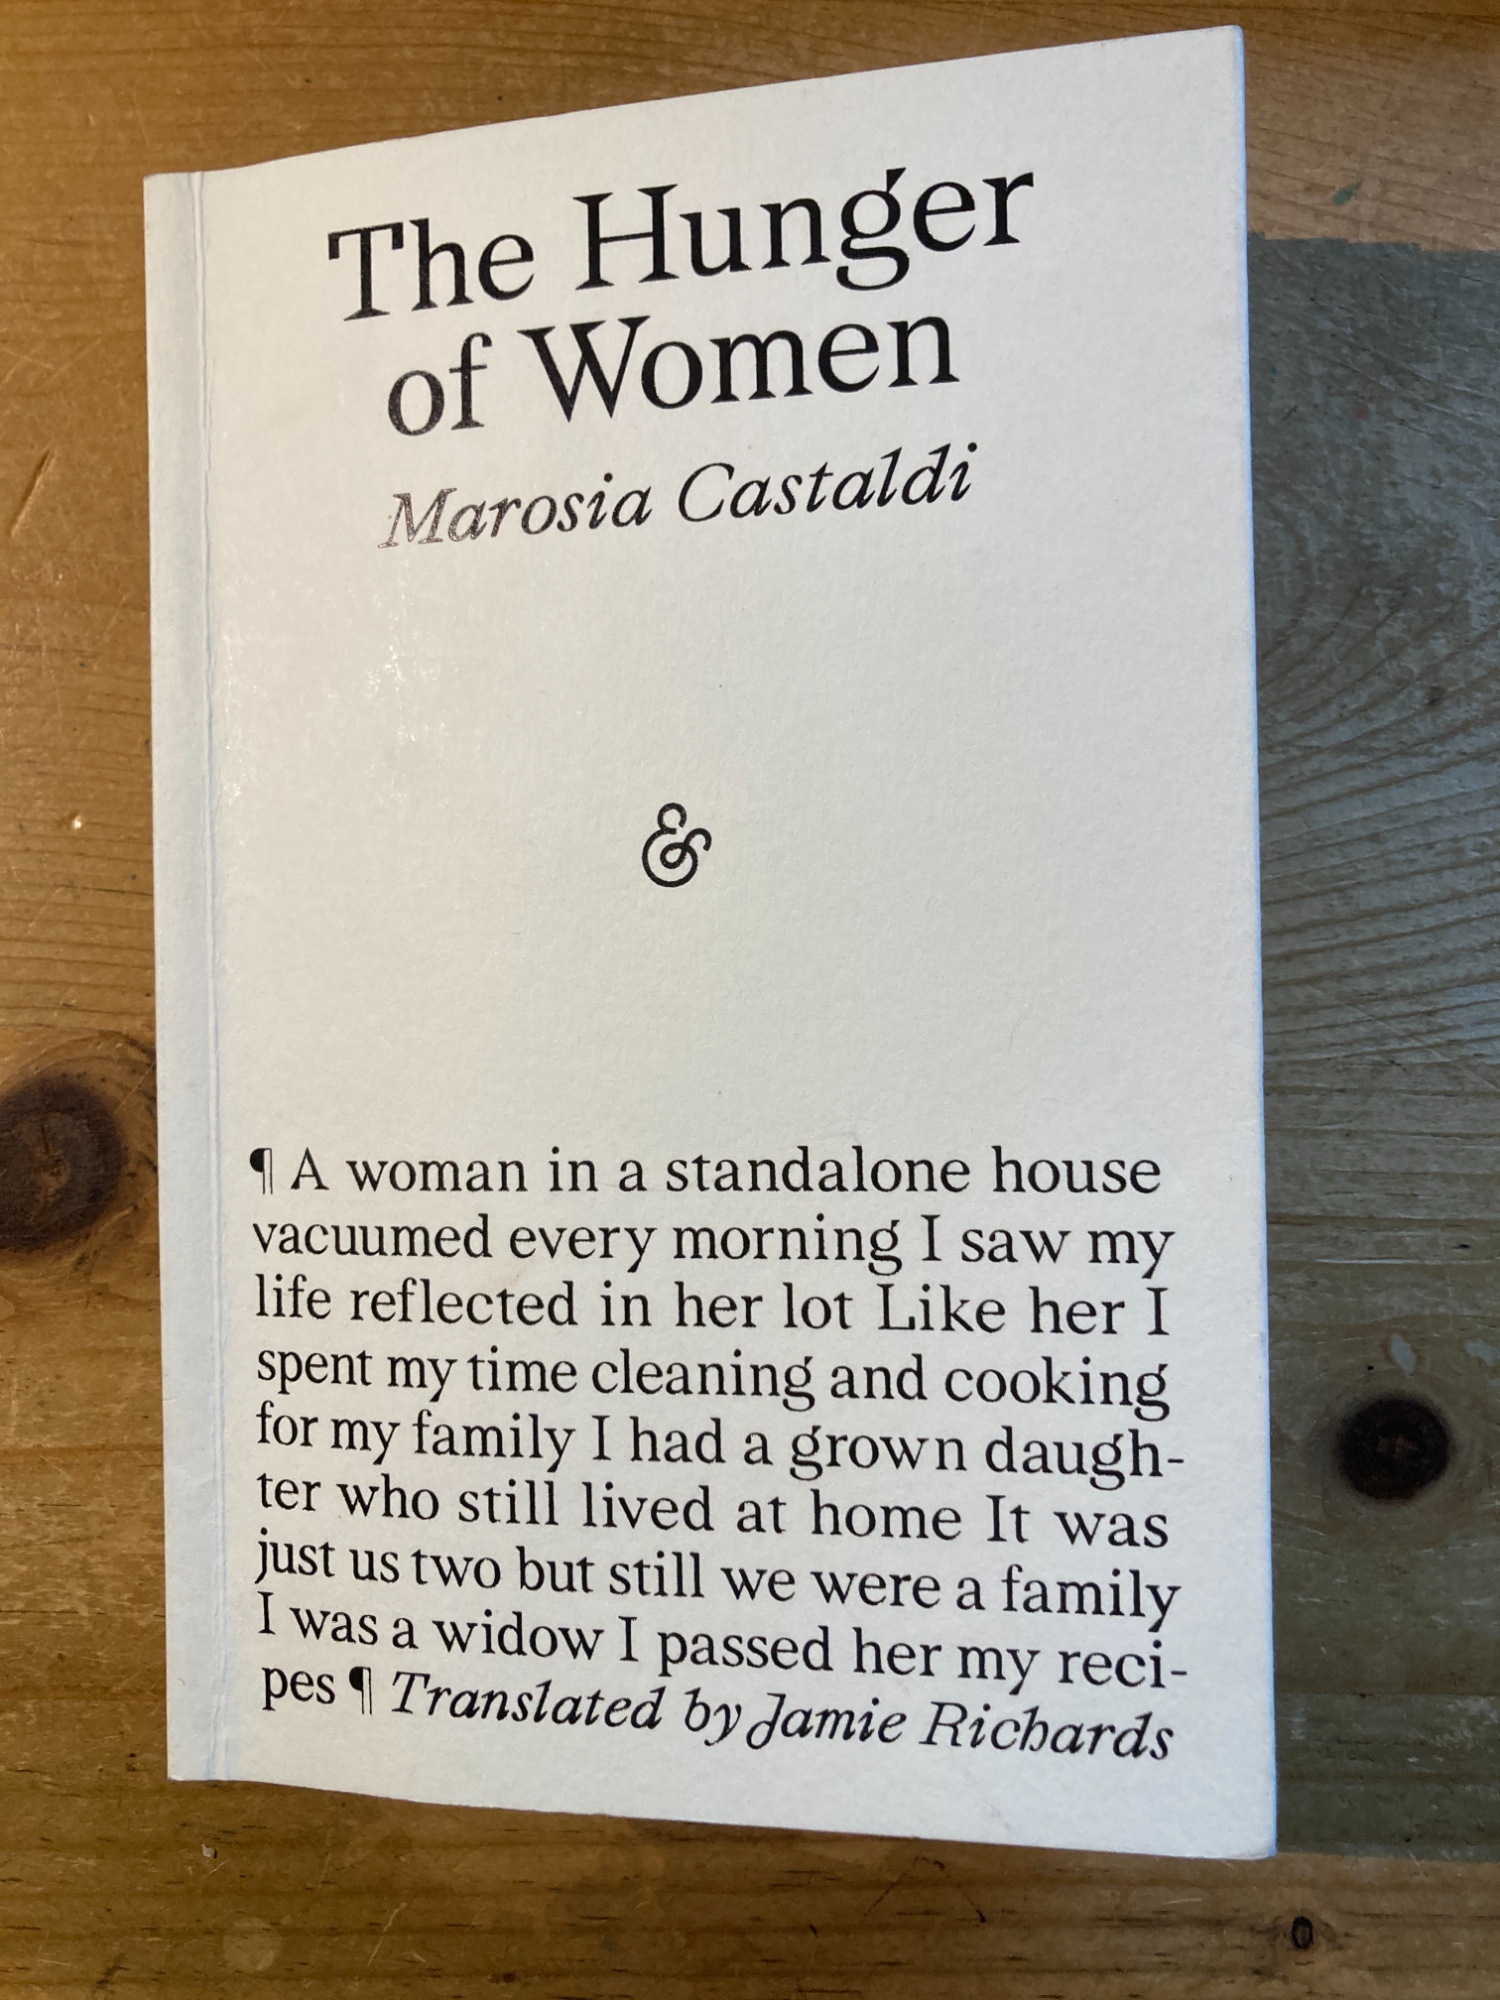 The Hunger
of Women
Marosia Castaldi
&
¶ A woman in a standalone house
vacuumed every morning I saw my
life reflected in her lot Like her I
spent my time cleaning and cooking
for my family I had a grown daugh-
ter who still lived at home It was
just us two but still we were a family
I was a widow I passed her my reci-
pes ¶ Translated by Jamie Richards